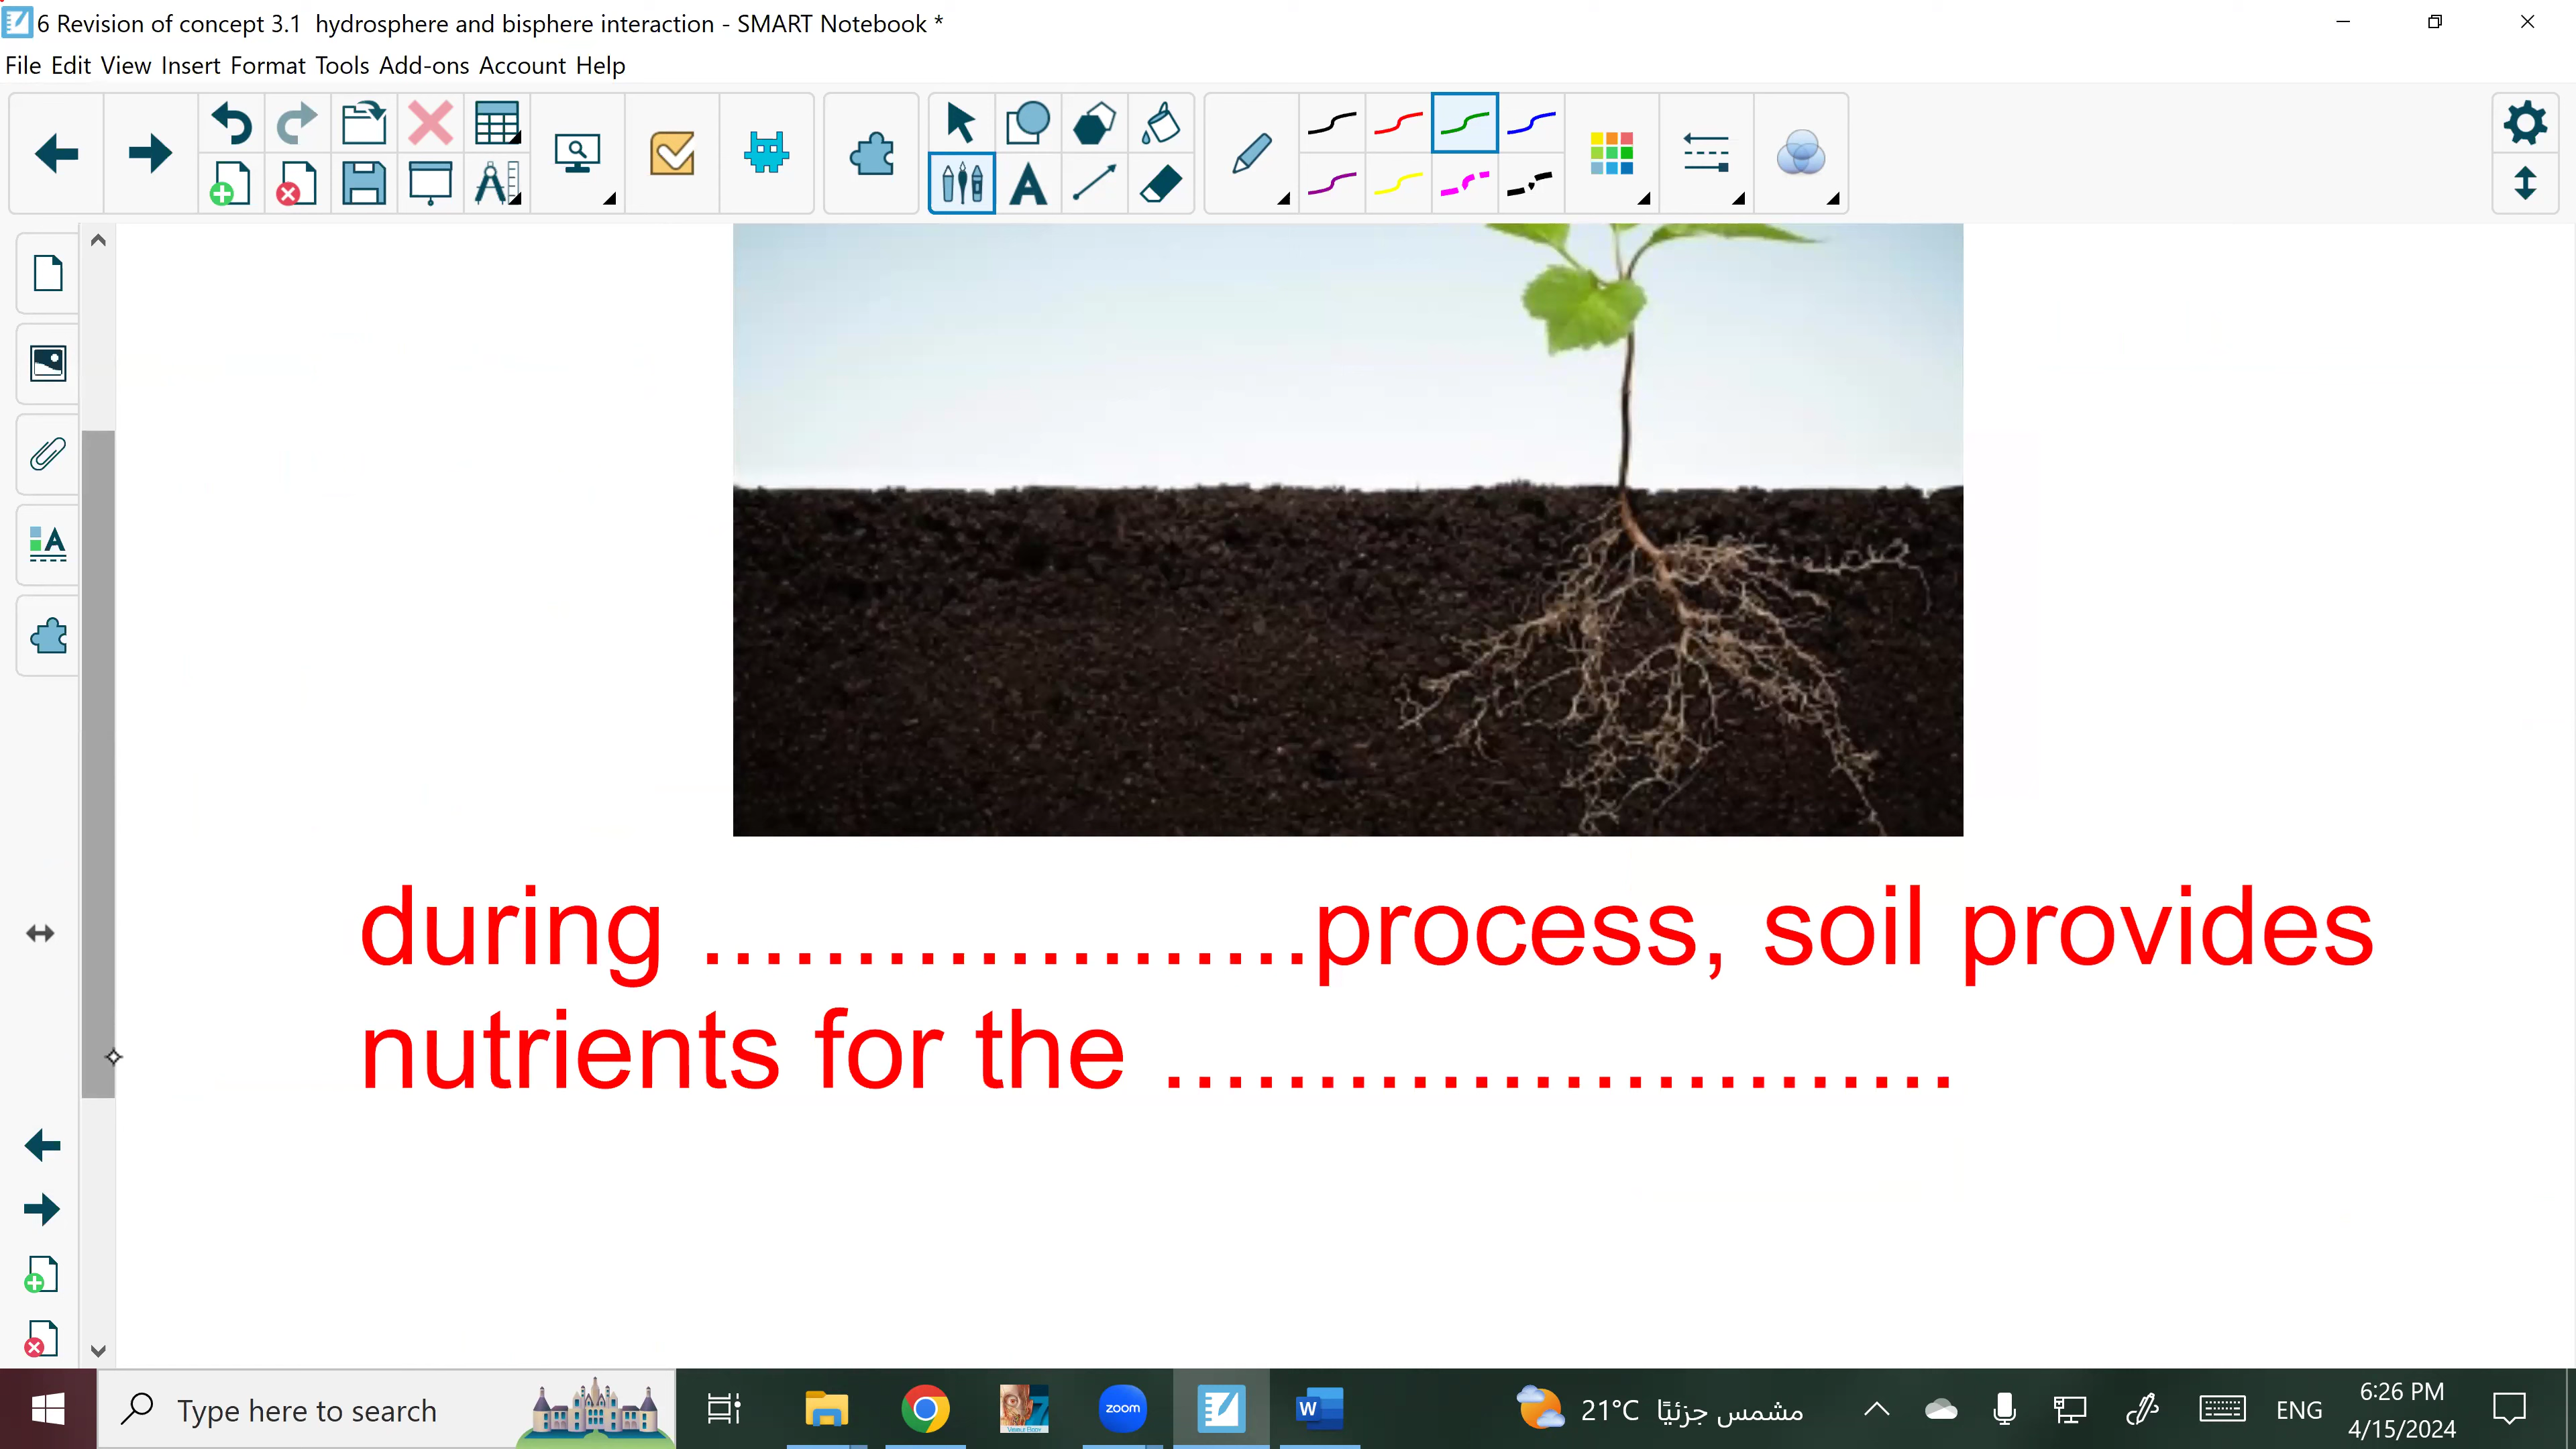 6 Revision of concept 3.1 hydrosphere and bisphere interaction - SMART Notebook *
File Edit View Insert Format Tools Add-ons Account Help
during ....................process, soil provides
nutrients for the ..........................
Type here to search
zoom
W
21°C مشمس جزئيًا
ENG
6:26 PM
4/15/2024